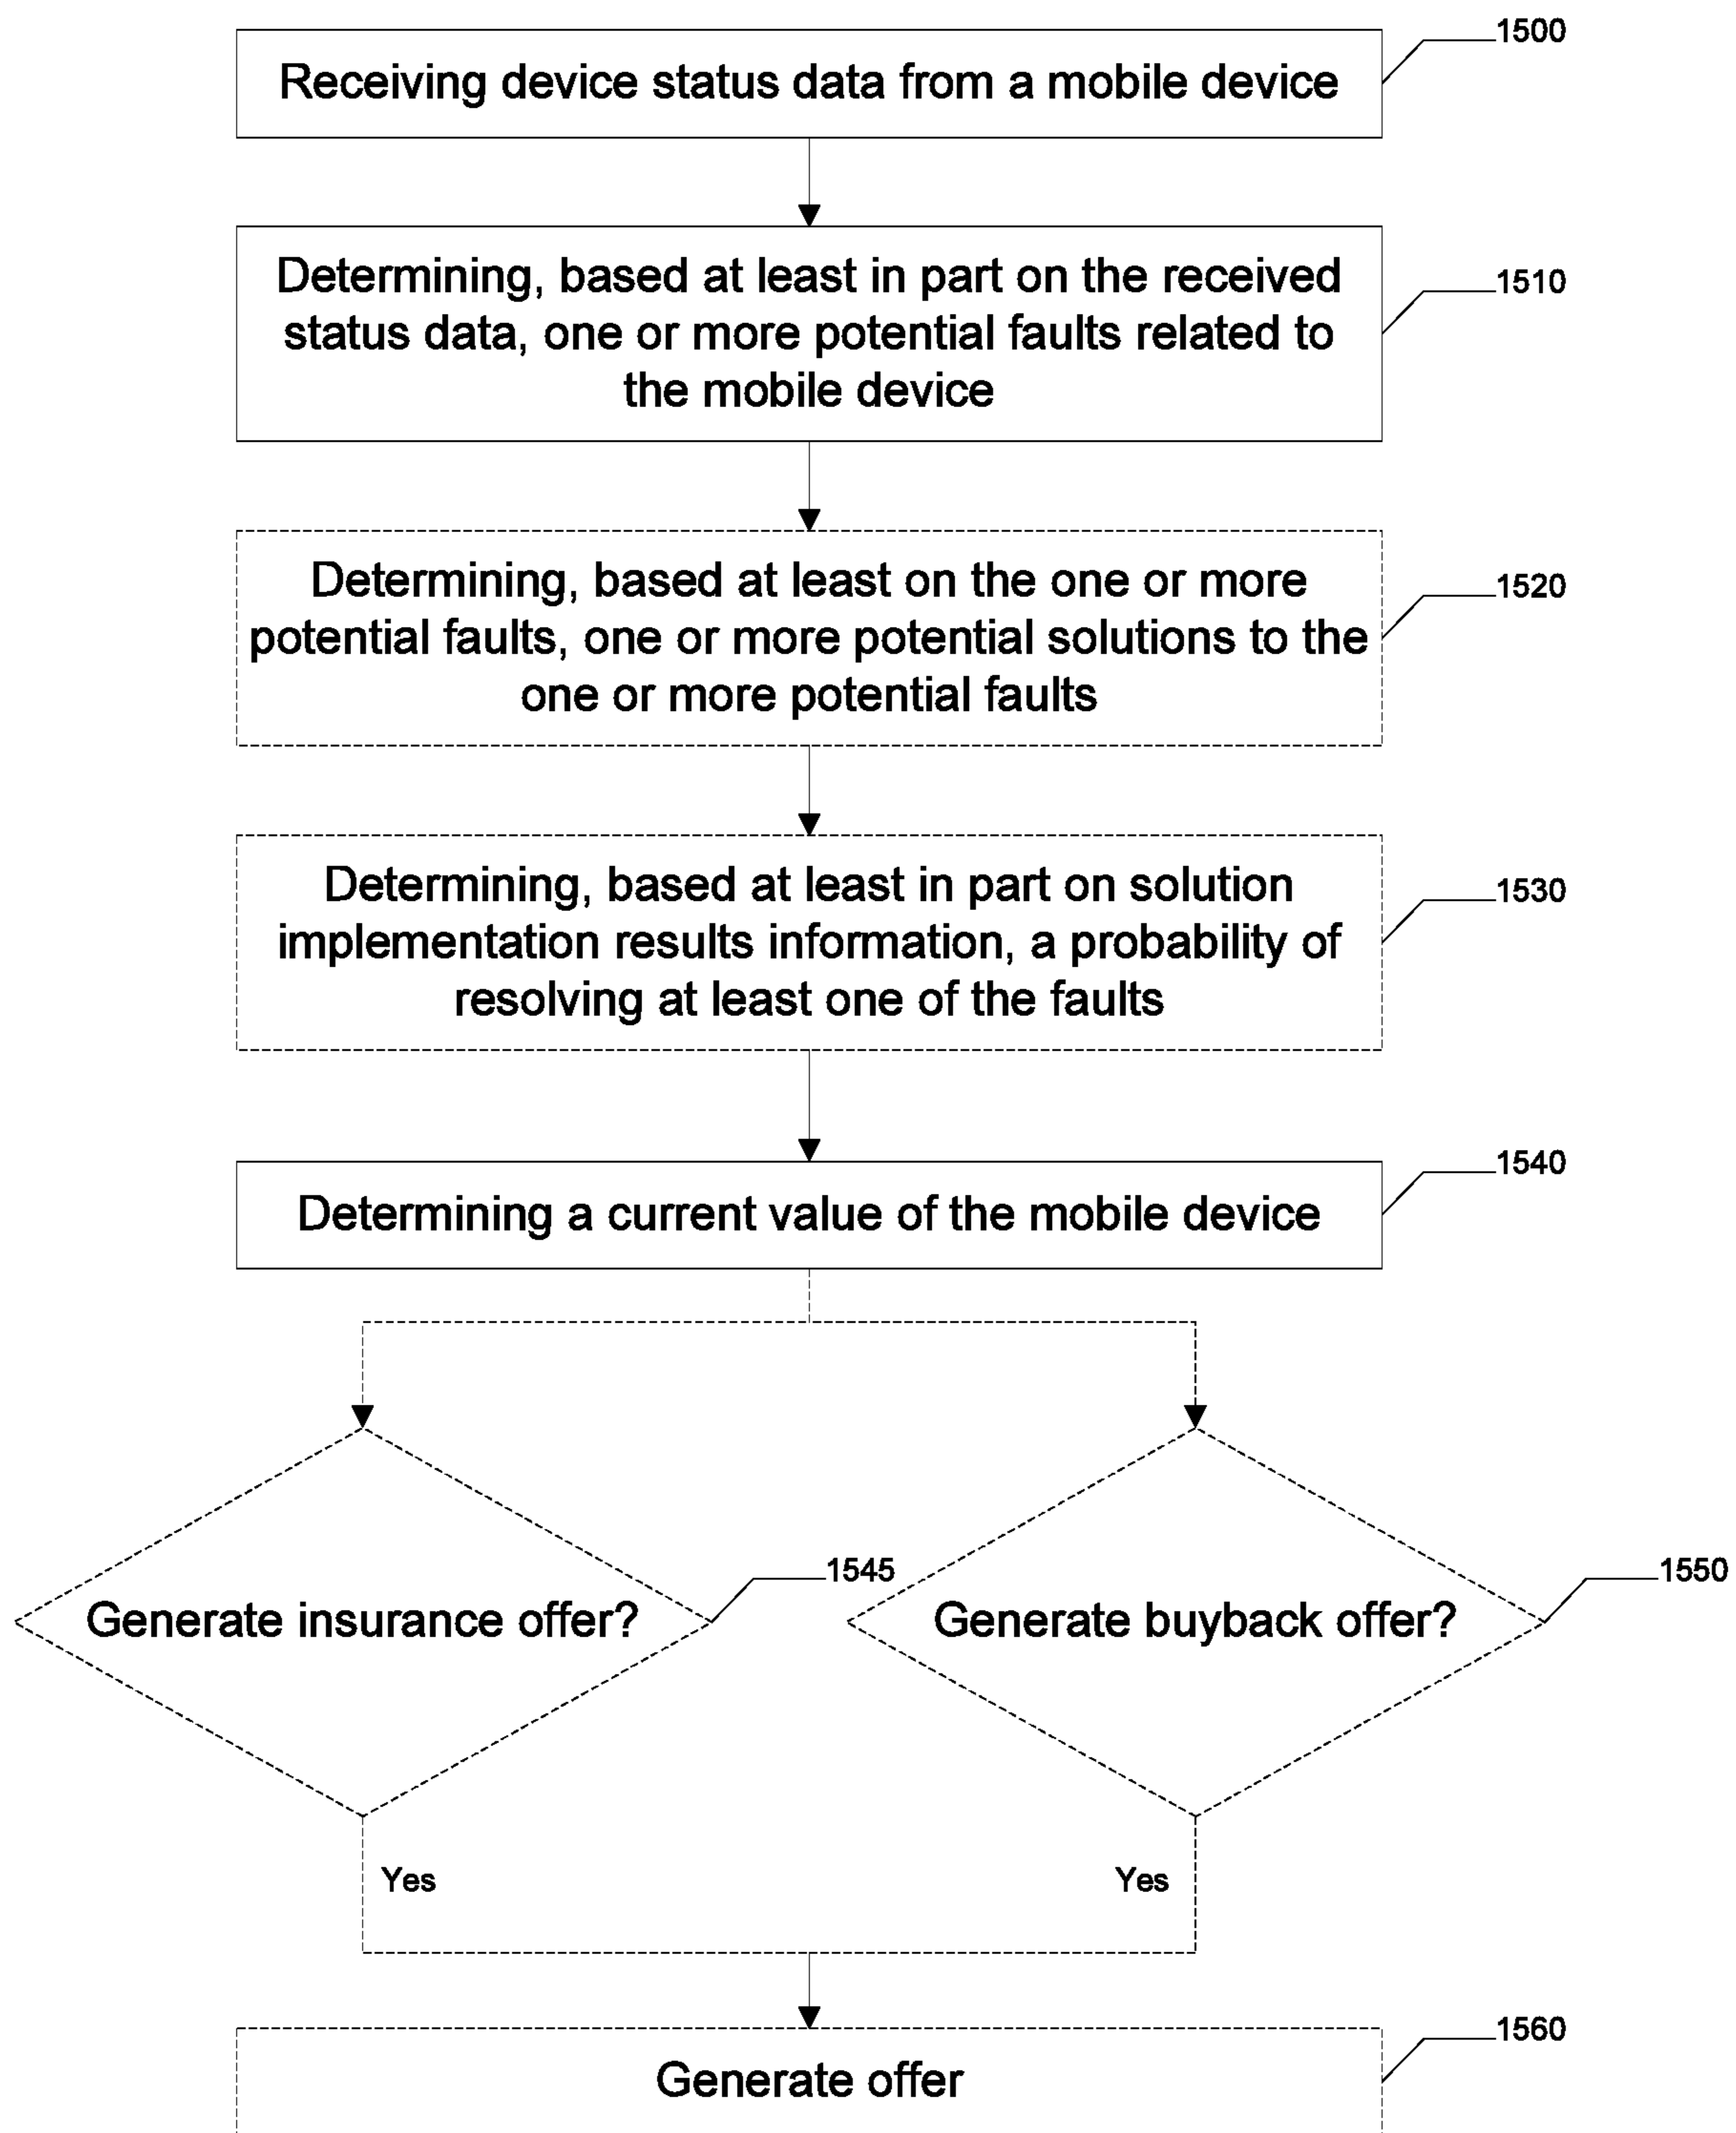 1500
Receiving device status data from a mobile device
Determining, based at least in part on the received
status data, one or more potential faults related to
the mobile device
1510
Determining, based at least on the one or more
potential faults, one or more potential solutions to the
one or more potential faults
1520
Determining, based at least in part on solution
implementation results information, a probability of
resolving at least one of the faults
1530
1540
Determining a current value of the mobile device
Generate insurance offer?
1545
Generate buyback offer?
1550
Yes
Yes
1560
Generate offer